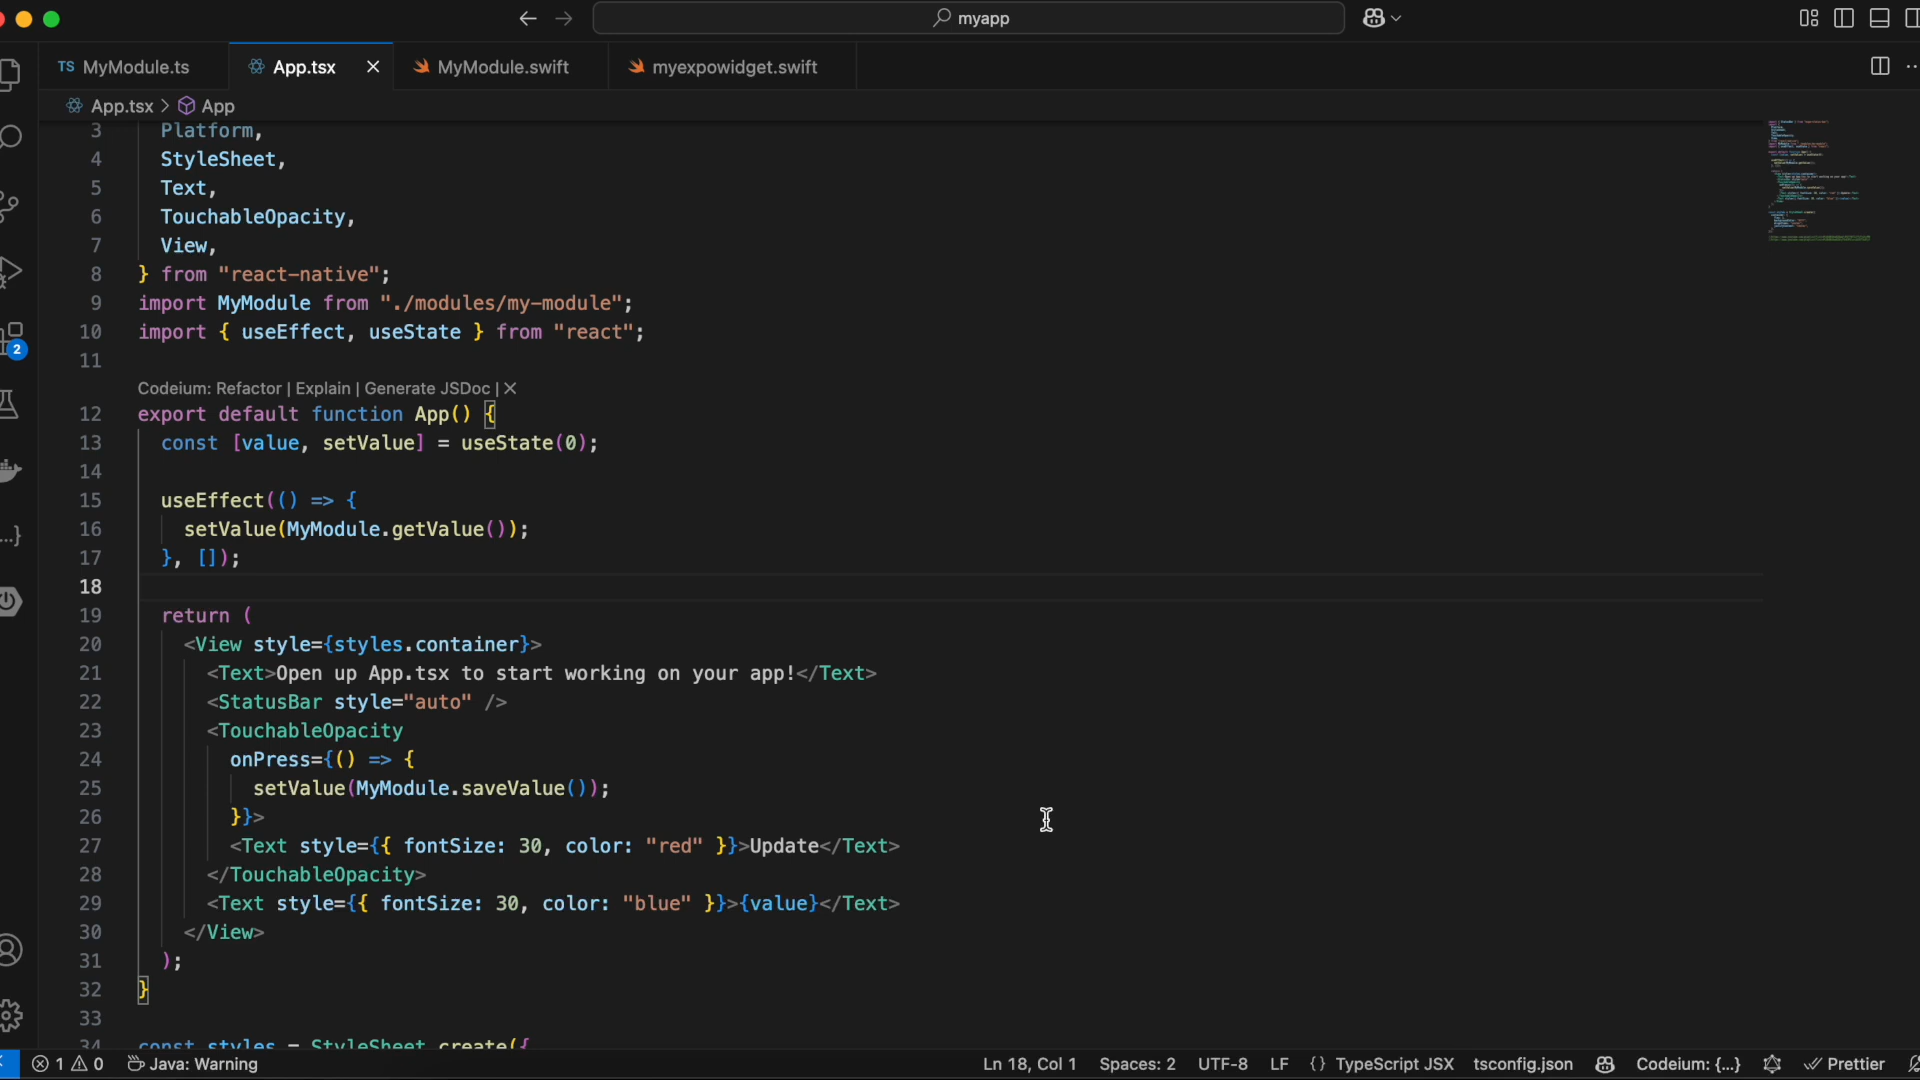 myapp
TS MyModule.ts
App.tsx
MyModule.swift
myexpowidget.swift
App.tsx > App
3 Platform,
4 StyleSheet,
5 Text,
6 TouchableOpacity,
7 View,
8 } from "react-native";
9 import MyModule from "./modules/my-module";
10 import { useEffect, useState } from "react";
11
Codeium: Refactor | Explain | Generate JSDoc | X
12 export default function App() {
13 const [value, setValue] = useState(0);
14
15 useEffect(() => {
16 setValue(MyModule.getValue());
17 }, []);
18
19 return (
20 <View style={styles.container}>
21 <Text>Open up App.tsx to start working on your app!</Text>
22 <StatusBar style="auto" />
23 <TouchableOpacity
24 onPress={() => {
25 setValue(MyModule.saveValue());
26 }}>
27 <Text style={{ fontSize: 30, color: "red" }}>Update</Text>
28 </TouchableOpacity>
29 <Text style={{ fontSize: 30, color: "blue" }}>{value}</Text>
30 </View>
31 );
32 }
33
34 const styles = StyleSheet.create({
2
1 0 Java: Warning Ln 18, Col 1 Spaces: 2 UTF-8 LF {} TypeScript JSX tsconfig.json Codeium: {...} Prettier